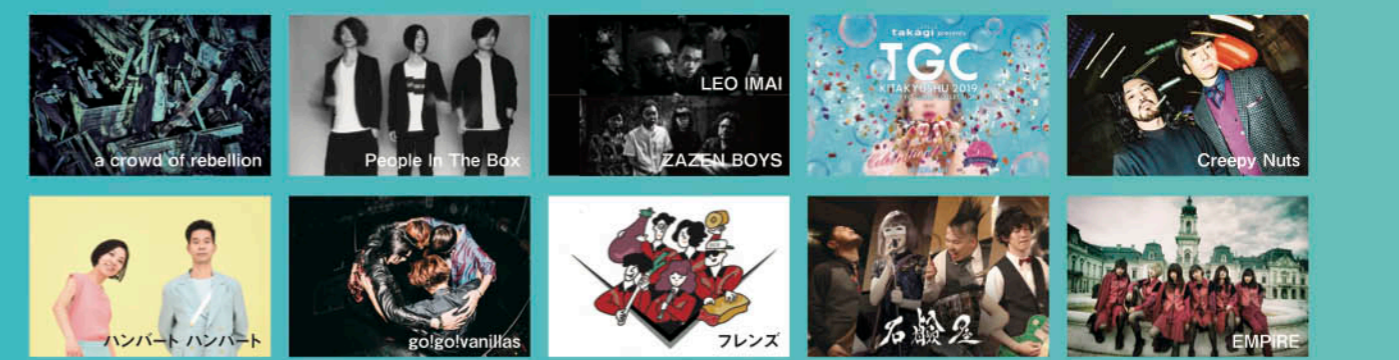 a crowd of rebellion
People In The Box
LEO IMAI
ZAZEN BOYS
takagi presents
TGC
KITAKYUSHU 2019
Creepy Nuts
ハンバート ハンバート
go!go!vanillas
フレンズ
石鹸屋
EMPiRE